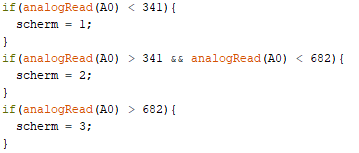 if(analogRead(A0) < 341){
  scherm = 1;
}
if(analogRead(A0) > 341 && analogRead(A0) < 682){
  scherm = 2;
}
if(analogRead(A0) > 682){
  scherm = 3;
}